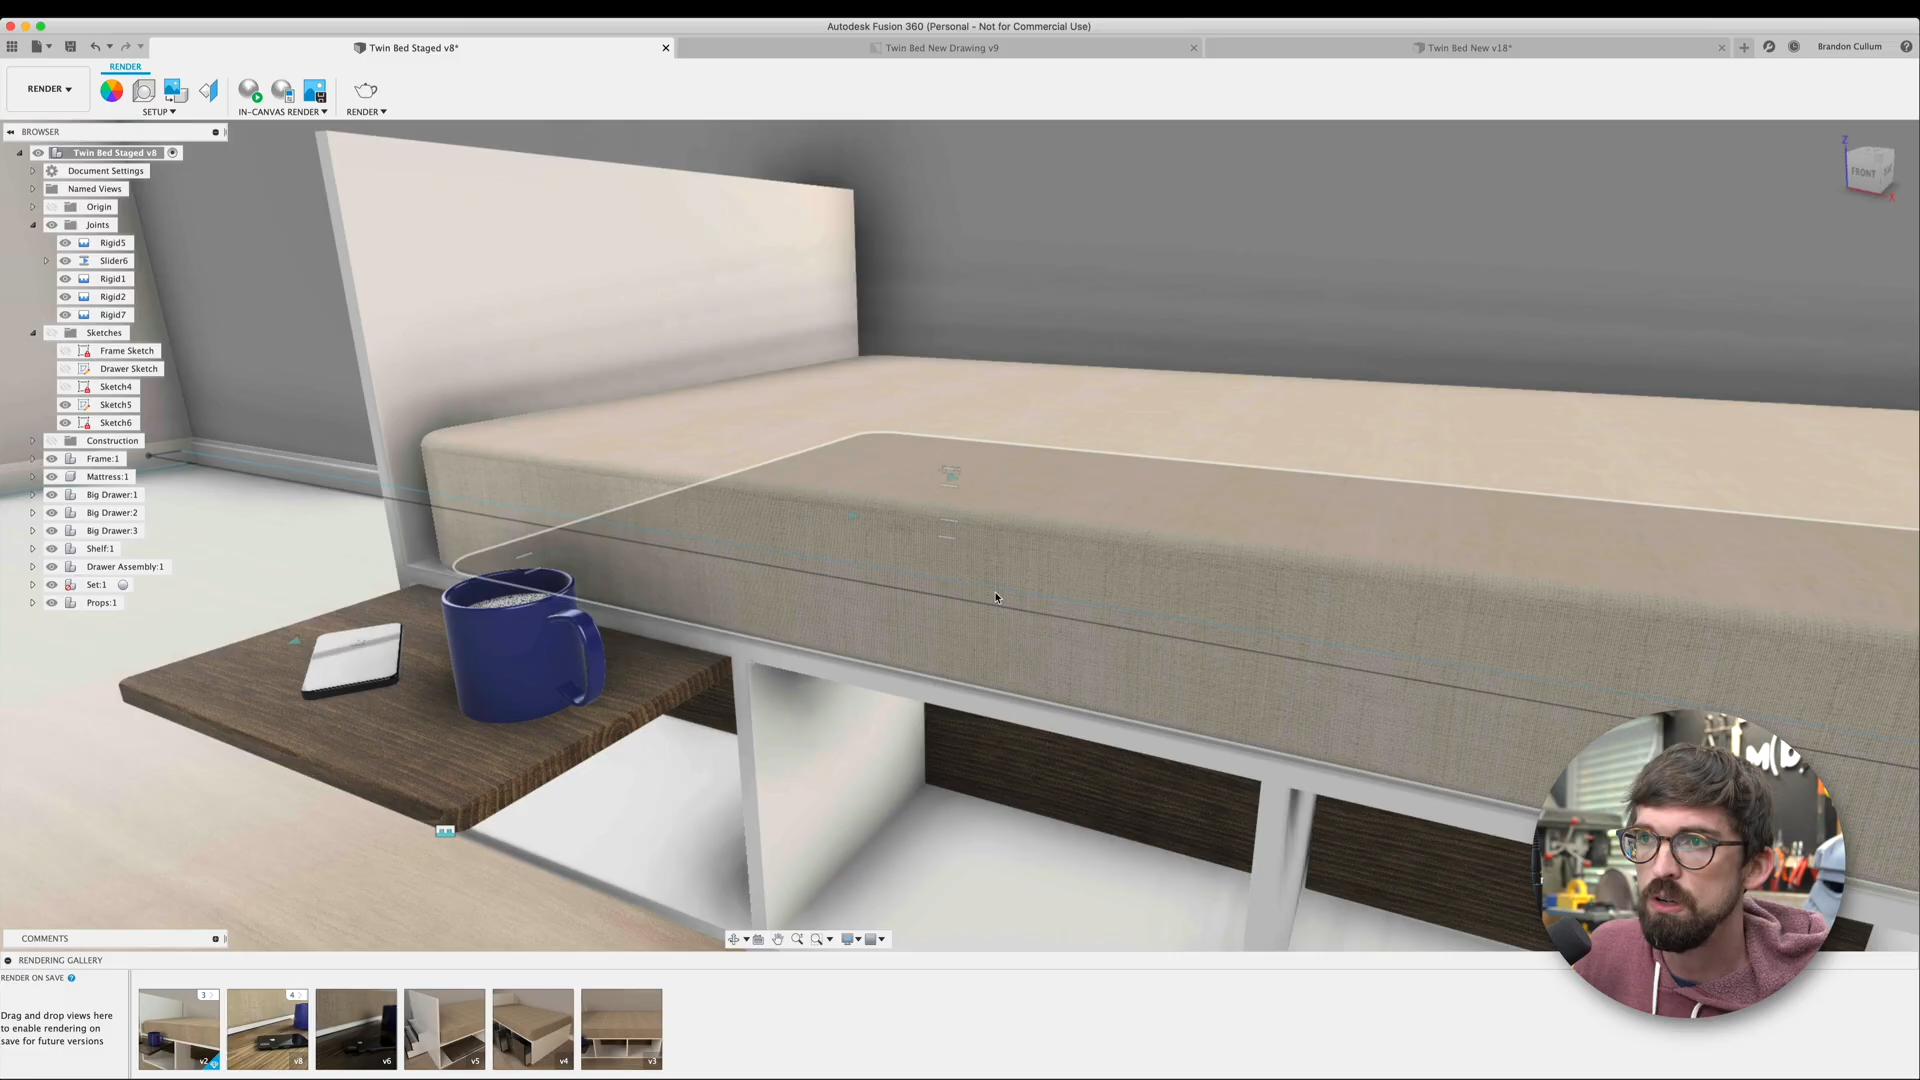 Autodesk Fusion 360 (Personal - Not for Commercial Use)
Twin Bed Staged v8*
Twin Bed New Drawing v9
Twin Bed New v18*
Brandon Cullum
RENDER
RENDER
SETUP
IN-CANVAS RENDER
RENDER
BROWSER
Twin Bed Staged v8
Document Settings
Named Views
Origin
Joints
Rigid5
Slider6
Rigid1
Rigid2
Rigid7
Sketches
Frame Sketch
Drawer Sketch
Sketch4
Sketch5
Sketch6
Construction
Frame:1
Mattress:1
Big Drawer:1
Big Drawer:2
Big Drawer:3
Shelf:1
Drawer Assembly:1
Set:1
Props:1
Z
FRONT
X
COMMENTS
RENDERING GALLERY
RENDER ON SAVE
Drag and drop views here
to enable rendering on
save for future versions
3
4
v2
v8
v6
v5
v4
v3